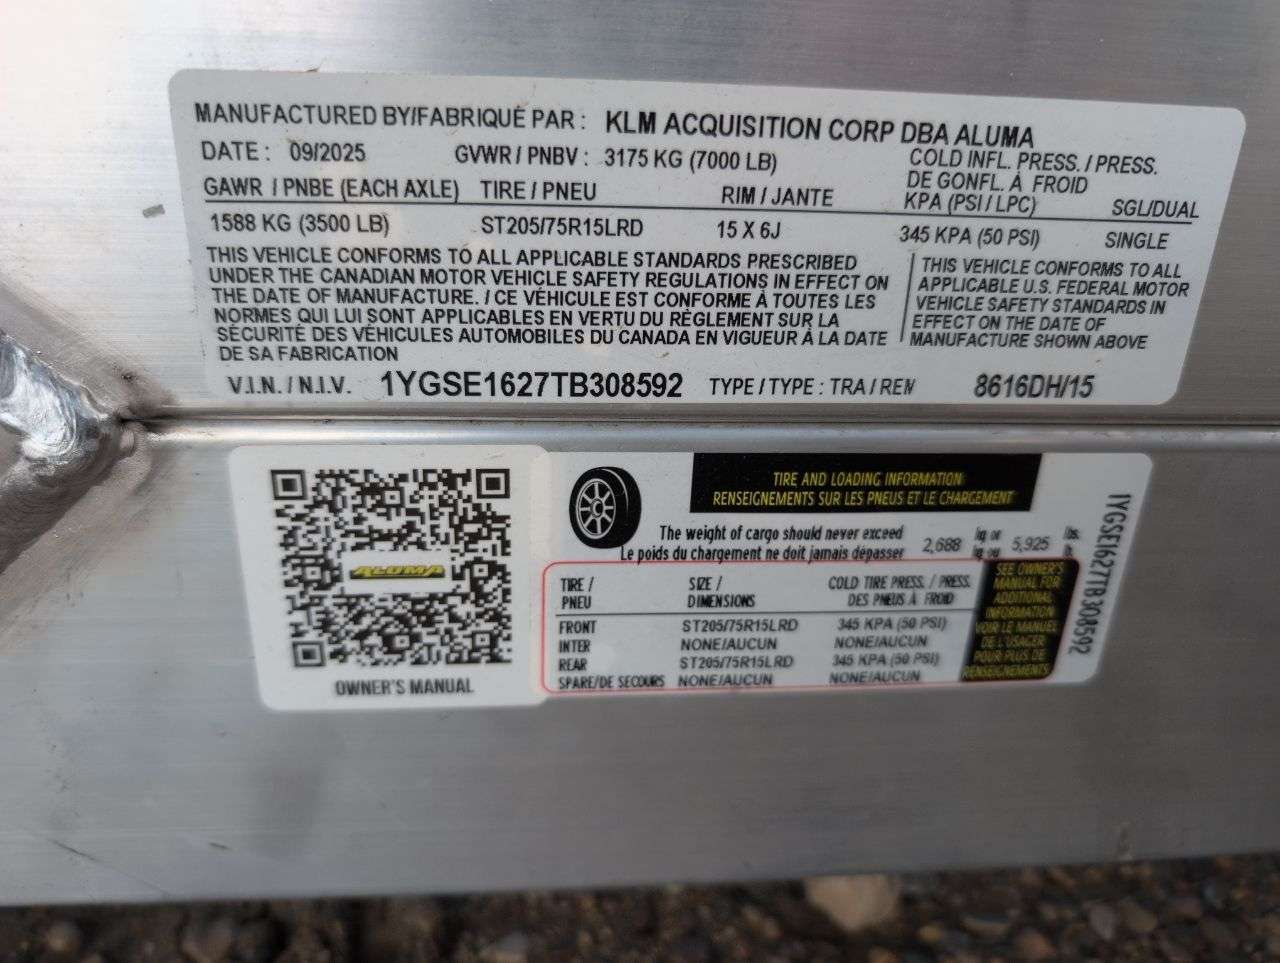 MANUFACTURED BY/FABRIQUÉ PAR : KLM ACQUISITION CORP DBA ALUMA
DATE : 09/2025 GVWR / PNBV : 3175 KG (7000 LB) COLD INFL. PRESS. / PRESS.
DE GONFL. À FROID
GAWR / PNBE (EACH AXLE) TIRE / PNEU RIM / JANTE KPA (PSI / LPC) SGL/DUAL
1588 KG (3500 LB) ST205/75R15LRD 15 X 6J 345 KPA (50 PSI) SINGLE
THIS VEHICLE CONFORMS TO ALL APPLICABLE STANDARDS PRESCRIBED
UNDER THE CANADIAN MOTOR VEHICLE SAFETY REGULATIONS IN EFFECT ON
THE DATE OF MANUFACTURE. / CE VÉHICULE EST CONFORME À TOUTES LES
NORMES QUI LUI SONT APPLICABLES EN VERTU DU RÈGLEMENT SUR LA
SÉCURITÉ DES VÉHICULES AUTOMOBILES DU CANADA EN VIGUEUR À LA DATE
DE SA FABRICATION
THIS VEHICLE CONFORMS TO ALL
APPLICABLE U.S. FEDERAL MOTOR
VEHICLE SAFETY STANDARDS IN
EFFECT ON THE DATE OF
MANUFACTURE SHOWN ABOVE
V.I.N. / N.I.V. 1YGSE1627TB308592 TYPE / TYPE : TRA / REM 8616DH/15
ALUMA
OWNER'S MANUAL
TIRE AND LOADING INFORMATION
RENSEIGNEMENTS SUR LES PNEUS ET LE CHARGEMENT
The weight of cargo should never exceed 2,688 kg or 5,925 lbs.
Le poids du chargement ne doit jamais dépasser kg ou lb.
TIRE / SIZE / COLD TIRE PRESS. / PRESS.
PNEU DIMENSIONS DES PNEUS À FROID
FRONT ST205/75R15LRD 345 KPA (50 PSI)
INTER NONE/AUCUN NONE/AUCUN
REAR ST205/75R15LRD 345 KPA (50 PSI)
SPARE/DE SECOURS NONE/AUCUN NONE/AUCUN
SEE OWNER'S
MANUAL FOR
ADDITIONAL
INFORMATION
VOIR LE MANUEL
DE L'USAGER
POUR PLUS DE
RENSEIGNEMENTS
1YGSE1627TB308592